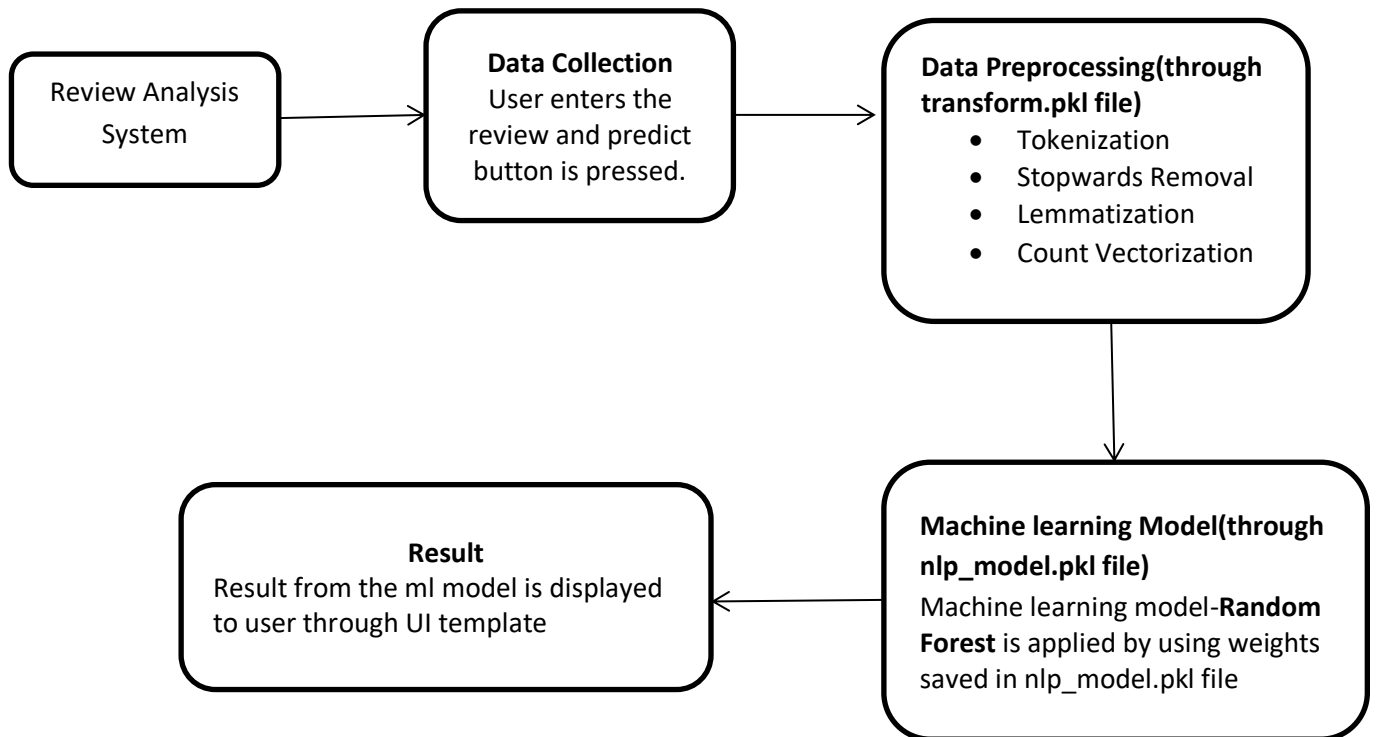 Review Analysis
System
Data Collection
User enters the
review and predict
button is pressed.
Data Preprocessing(through
transform.pkl file)
• Tokenization
• Stopwards Removal
• Lemmatization
• Count Vectorization
Machine learning Model(through
nlp_model.pkl file)
Machine learning model-Random
Forest is applied by using weights
saved in nlp_model.pkl file
Result
Result from the ml model is displayed
to user through UI template